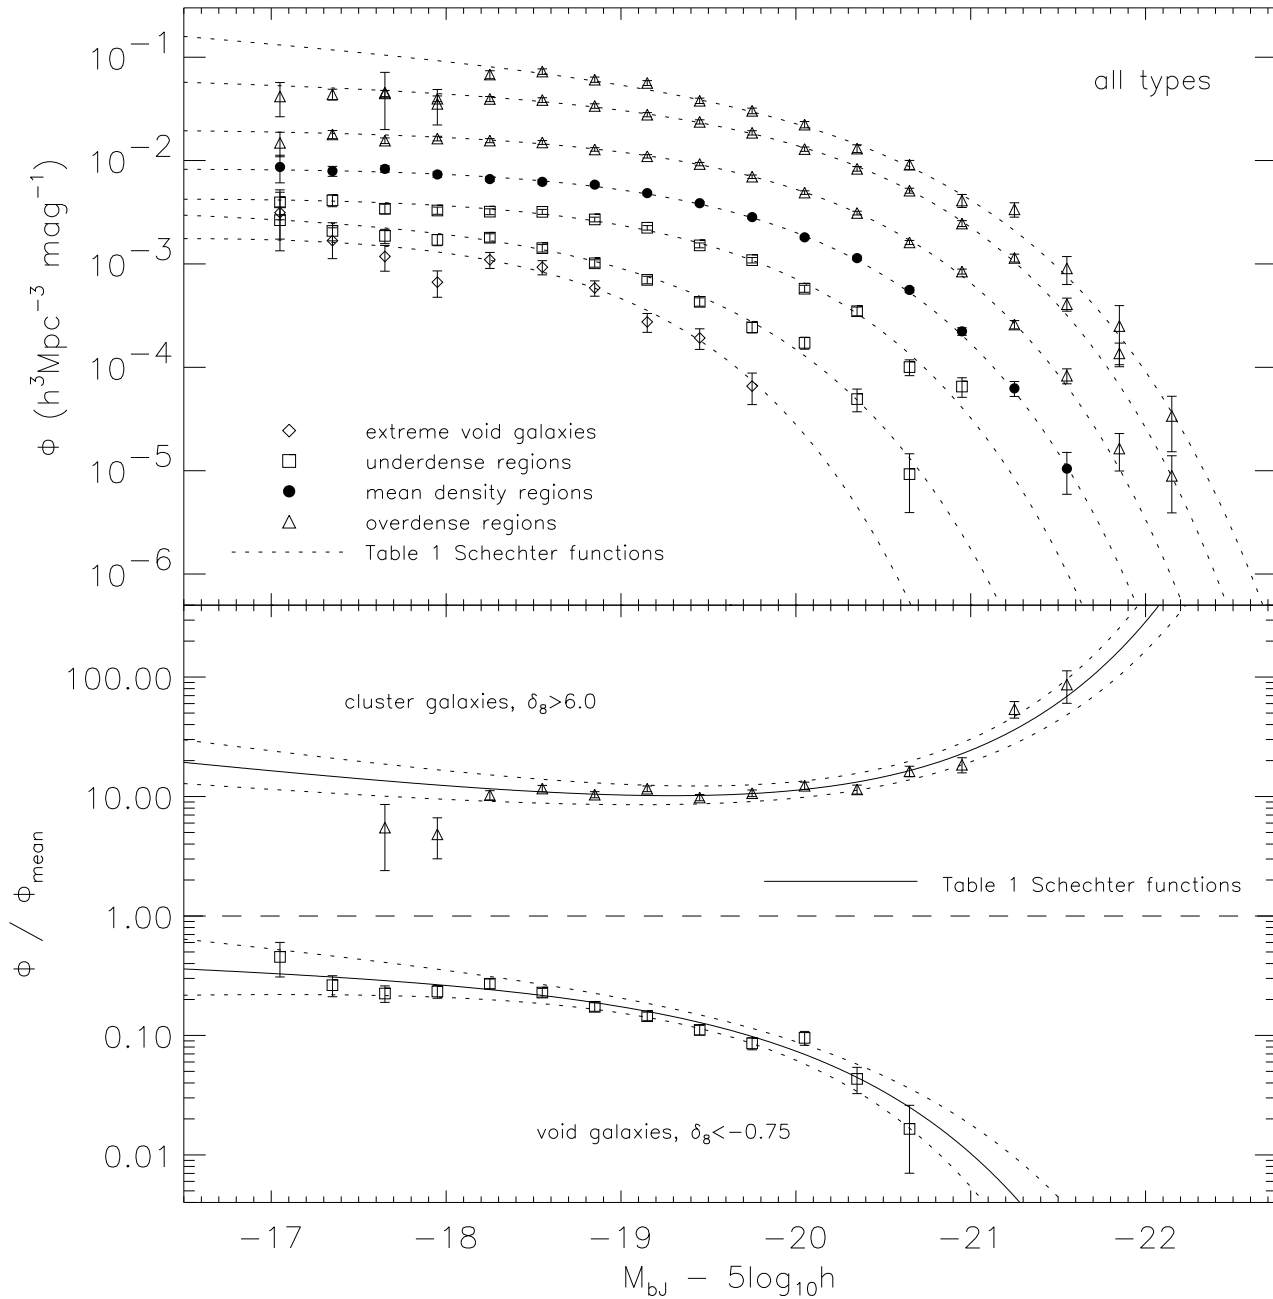 all types
10⁻¹
10⁻²
10⁻³
10⁻⁴
10⁻⁵
10⁻⁶
ϕ (h³Mpc⁻³ mag⁻¹)
extreme void galaxies
underdense regions
mean density regions
overdense regions
Table 1 Schechter functions
100.00
10.00
1.00
0.10
0.01
ϕ / ϕ_mean
cluster galaxies, δ₈>6.0
Table 1 Schechter functions
void galaxies, δ₈<−0.75
−17 −18 −19 −20 −21 −22
M_bJ − 5log₁₀h